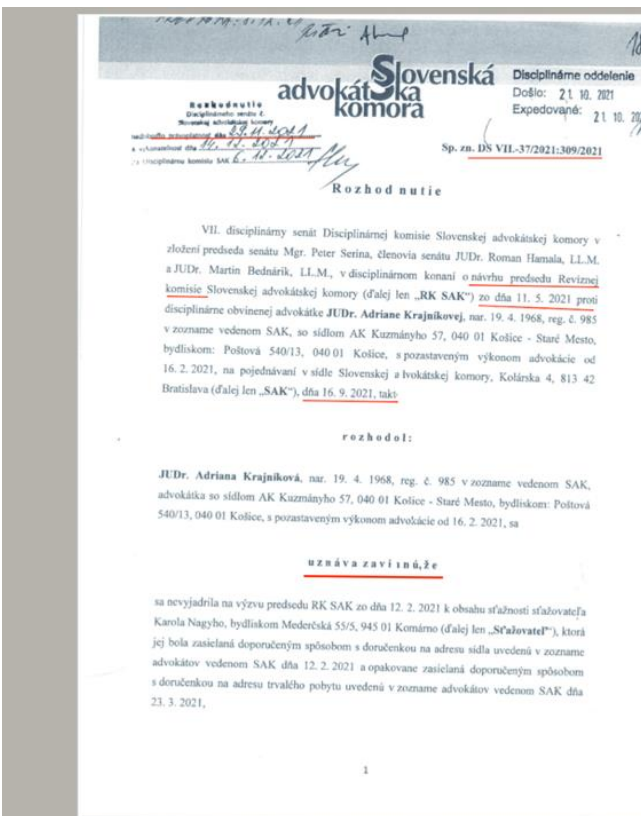 Slovenská
advokátska
komora
Disciplinárne oddelenie
Došlo: 21. 10. 2021
Expedované: 21. 10.
Rozhodnutie
Disciplinárneho senátu č.
Slovenskej advokátskej komory
nadobudlo právoplatnosť dňa 29.11.2021
a vykonateľnosť dňa 14.12.2021
za Disciplinárnu komisiu SAK 6.12.2021
Sp. zn. DS VII.-37/2021:309/2021
Rozhodnutie
VII. disciplinárny senát Disciplinárnej komisie Slovenskej advokátskej komory v
zložení predseda senátu Mgr. Peter Serina, členovia senátu JUDr. Roman Hamala, LL.M.
a JUDr. Martin Bednárik, LL.M., v disciplinárnom konaní o návrhu predsedu Revíznej
komisie Slovenskej advokátskej komory (ďalej len „RK SAK“) zo dňa 11. 5. 2021 proti
disciplinárne obvinenej advokátke JUDr. Adriane Krajníkovej, nar. 19. 4. 1968, reg. č. 985
v zozname vedenom SAK, so sídlom AK Kuzmányho 57, 040 01 Košice - Staré Mesto,
bydliskom: Poštová 540/13, 040 01 Košice, s pozastaveným výkonom advokácie od
16. 2. 2021, na pojednávaní v sídle Slovenskej advokátskej komory, Kolárska 4, 813 42
Bratislava (ďalej len „SAK“), dňa 16. 9. 2021, takto
rozhodol:
JUDr. Adriana Krajníková, nar. 19. 4. 1968, reg. č. 985 v zozname vedenom SAK,
advokátka so sídlom AK Kuzmányho 57, 040 01 Košice - Staré Mesto, bydliskom: Poštová
540/13, 040 01 Košice, s pozastaveným výkonom advokácie od 16. 2. 2021, sa
uznáva za vinnú, že
sa nevyjadrila na výzvu predsedu RK SAK zo dňa 12. 2. 2021 k obsahu sťažnosti sťažovateľa
Karola Nagyho, bydliskom Mederčská 55/5, 945 01 Komárno (ďalej len „Sťažovateľ“), ktorá
jej bola zasielaná doporučeným spôsobom s doručenkou na adresu sídla uvedenú v zozname
advokátov vedenom SAK dňa 12. 2. 2021 a opakovane zasielaná doporučeným spôsobom
s doručenkou na adresu trvalého pobytu uvedenú v zozname advokátov vedenom SAK dňa
23. 3. 2021,
1